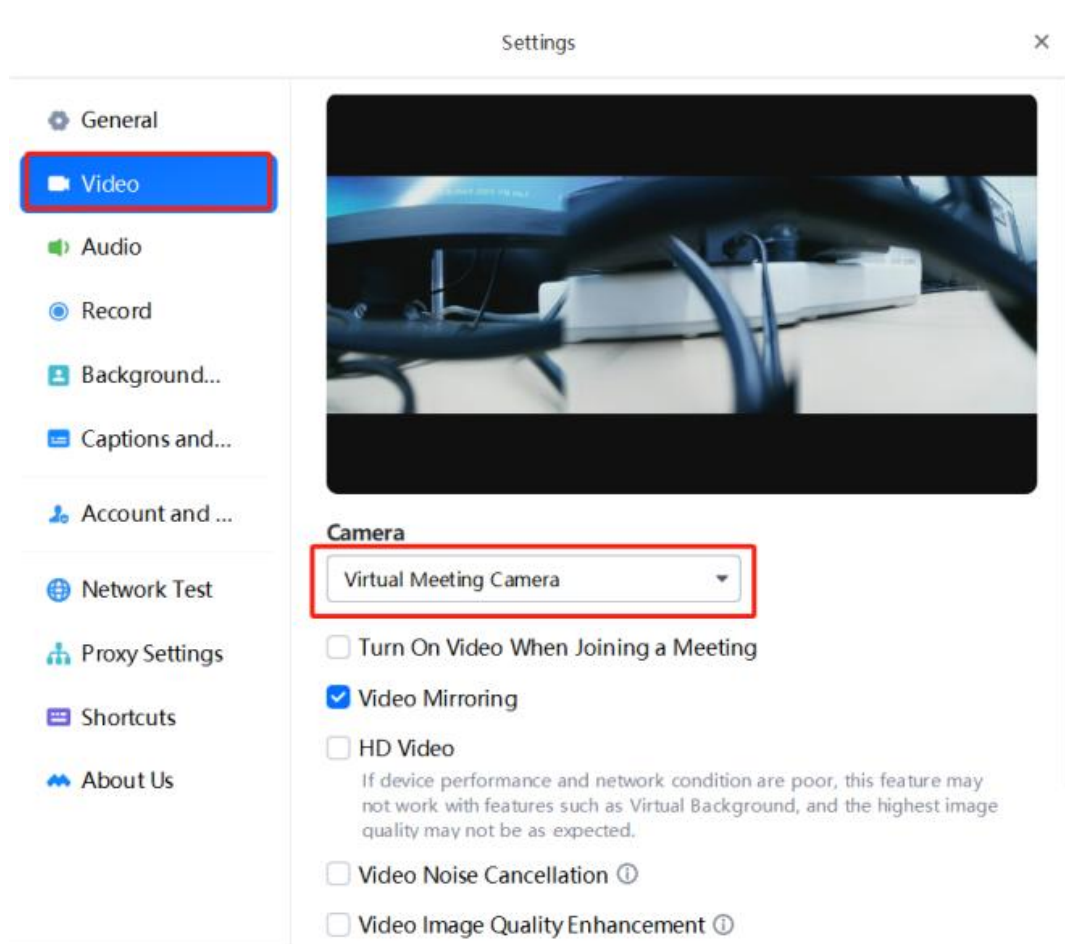 Settings
General
Video
Audio
Record
Background...
Captions and...
Account and ...
Network Test
Proxy Settings
Shortcuts
About Us
Camera
Virtual Meeting Camera
Turn On Video When Joining a Meeting
Video Mirroring
HD Video
If device performance and network condition are poor, this feature may
not work with features such as Virtual Background, and the highest image
quality may not be as expected.
Video Noise Cancellation
Video Image Quality Enhancement